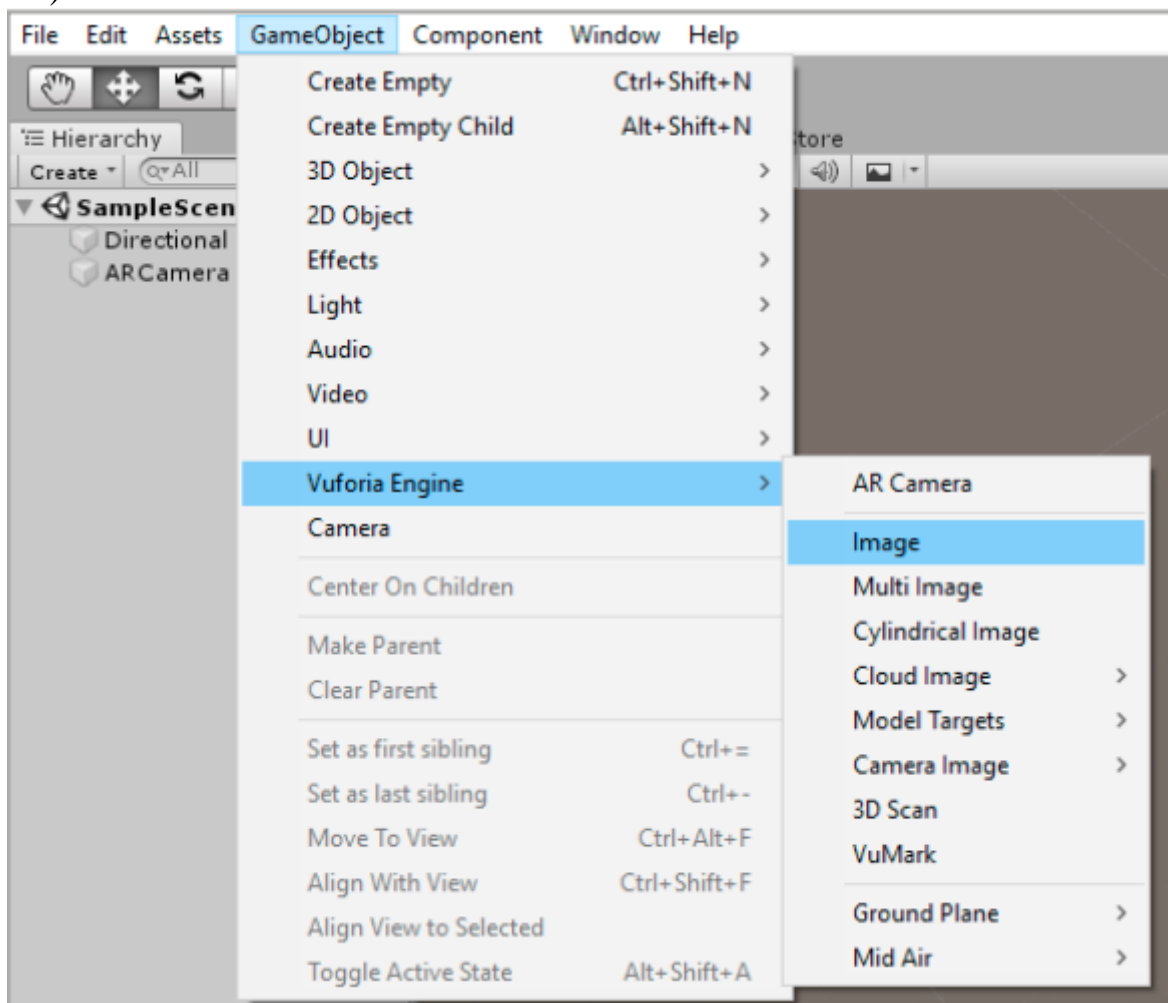 )
File Edit Assets GameObject Component Window Help
Create Empty Ctrl+Shift+N
Create Empty Child Alt+Shift+N
Hierarchy
tore
Create All
3D Object
SampleScen
2D Object
Directional
Effects
ARCamera
Light
Audio
Video
UI
Vuforia Engine
AR Camera
Camera
Image
Center On Children
Multi Image
Make Parent
Cylindrical Image
Clear Parent
Cloud Image
Model Targets
Set as first sibling Ctrl+=
Camera Image
Set as last sibling Ctrl+-
3D Scan
Move To View Ctrl+Alt+F
VuMark
Align With View Ctrl+Shift+F
Ground Plane
Align View to Selected
Mid Air
Toggle Active State Alt+Shift+A